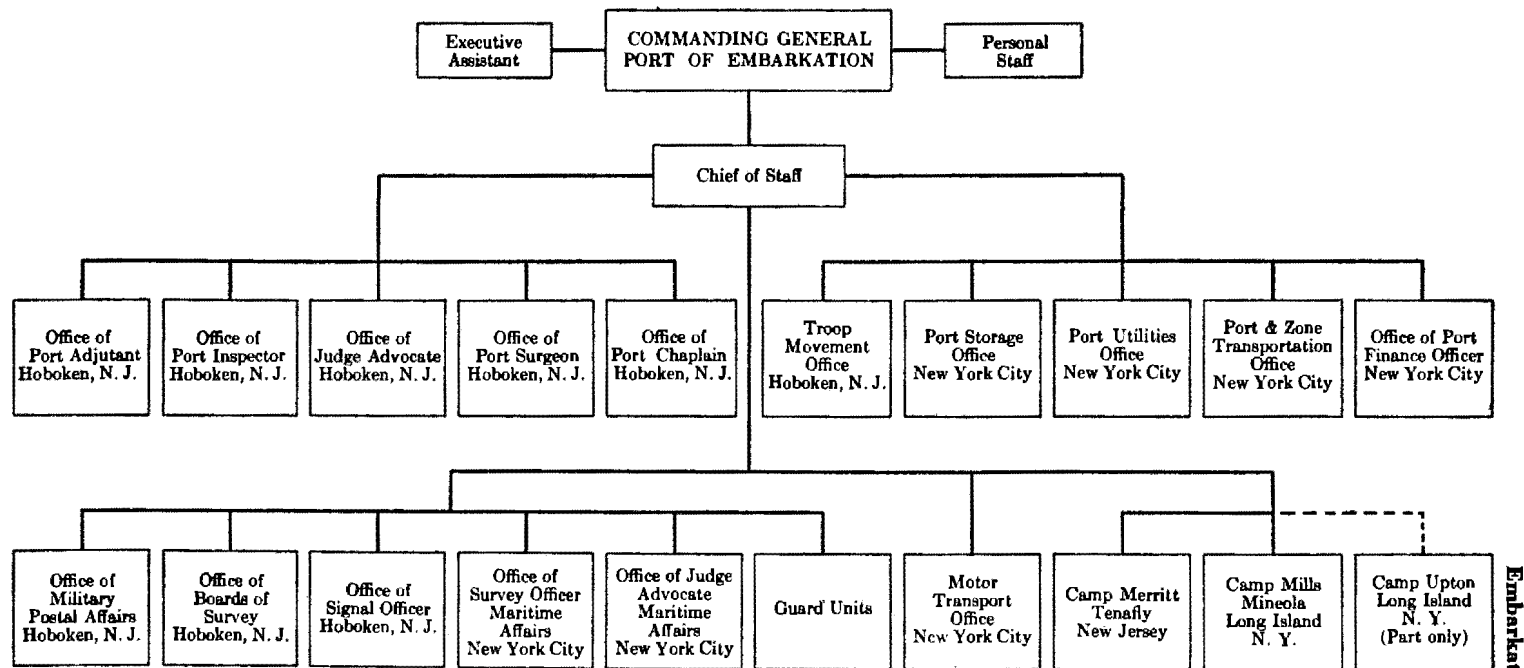 Executive
Assistant
COMMANDING GENERAL
PORT OF EMBARKATION
Personal
Staff
Chief of Staff
Office of
Port Adjutant
Hoboken, N. J.
Office of
Port Inspector
Hoboken, N. J.
Office of
Judge Advocate
Hoboken, N. J.
Office of
Port Surgeon
Hoboken, N. J.
Office of
Port Chaplain
Hoboken, N. J.
Troop
Movement
Office
Hoboken, N. J.
Port Storage
Office
New York City
Port Utilities
Office
New York City
Port & Zone
Transportation
Office
New York City
Office of Port
Finance Officer
New York City
Office of
Military
Postal Affairs
Hoboken, N. J.
Office of
Boards of
Survey
Hoboken, N. J.
Office of
Signal Officer
Hoboken, N. J.
Office of
Survey Officer
Maritime
Affairs
New York City
Office of Judge
Advocate
Maritime
Affairs
New York City
Guard Units
Motor
Transport
Office
New York City
Camp Merritt
Tenafly
New Jersey
Camp Mills
Mineola
Long Island
N. Y.
Camp Upton
Long Island
N. Y.
(Part only)